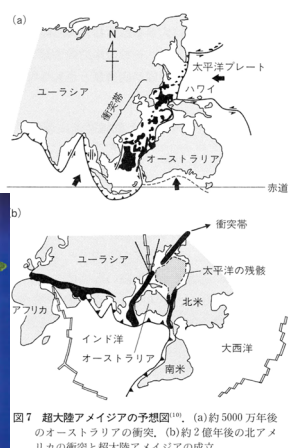 (a)
N
太平洋プレート
ハワイ
ユーラシア
衝突帯
オーストラリア
赤道
b)
衝突帯
ユーラシア
太平洋の残骸
アフリカ
北米
インド洋
オーストラリア
大西洋
南米
図7 超大陸アメイジアの予想図(10). (a)約5000万年後
のオーストラリアの衝突, (b)約2億年後の北アメ
リカの衝突と超大陸アメイジアの成立.